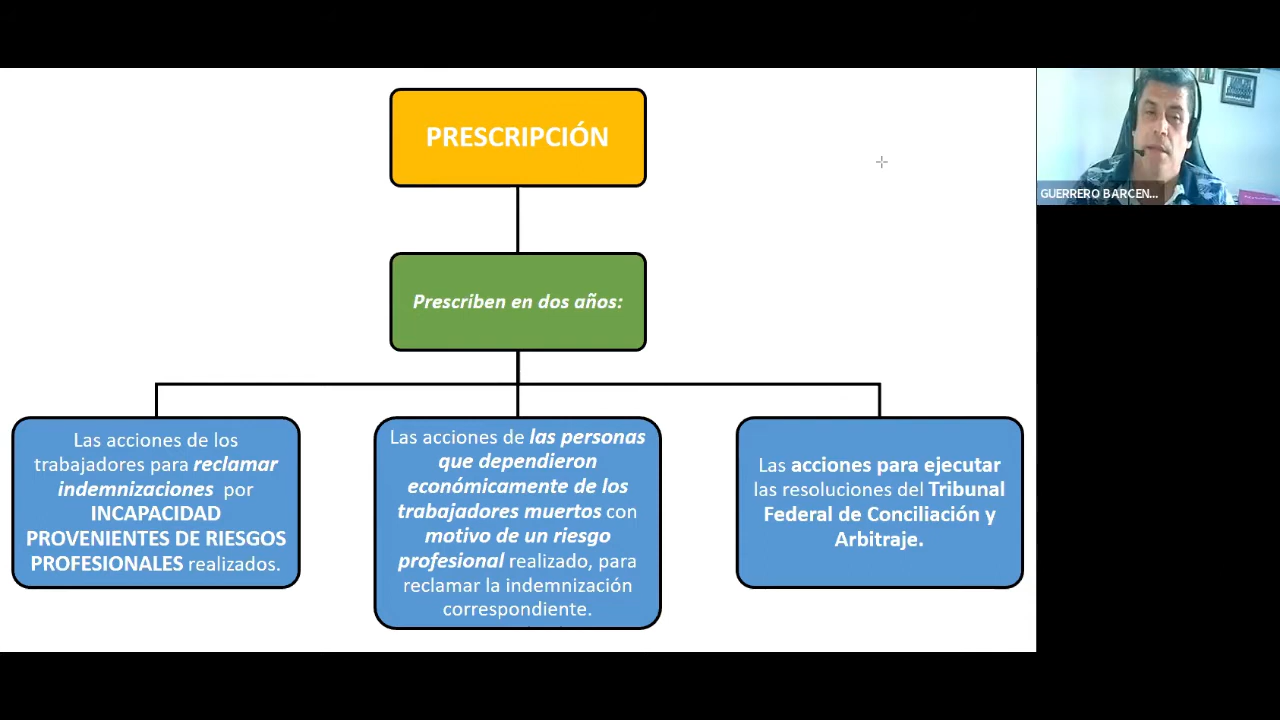 PRESCRIPCIÓN
GUERRERO BARCEN...
Prescriben en dos años:
Las acciones de los
trabajadores para reclamar
indemnizaciones por
INCAPACIDAD
PROVENIENTES DE RIESGOS
PROFESIONALES realizados.
Las acciones de las personas
que dependieron
económicamente de los
trabajadores muertos con
motivo de un riesgo
profesional realizado, para
reclamar la indemnización
correspondiente.
Las acciones para ejecutar
las resoluciones del Tribunal
Federal de Conciliación y
Arbitraje.